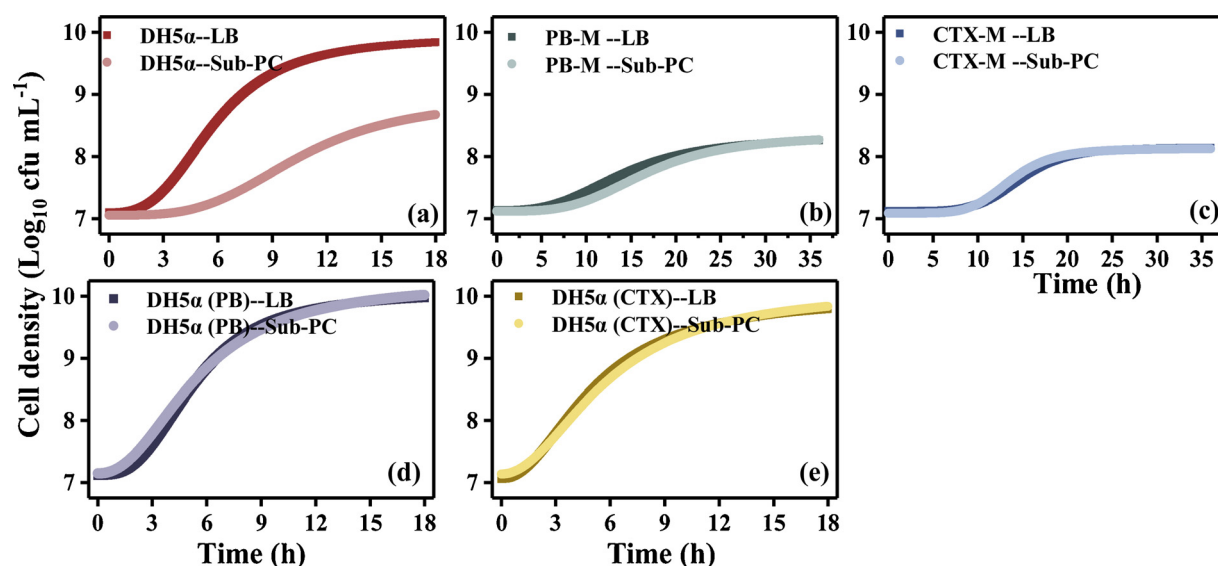 Cell density (Log₁₀ cfu mL⁻¹)
10
9
8
7
DH5α--LB
DH5α--Sub-PC
(a)
0 3 6 9 12 15 18
PB-M --LB
PB-M --Sub-PC
(b)
0 5 10 15 20 25 30 35
10
9
8
7
CTX-M --LB
CTX-M --Sub-PC
(c)
0 5 10 15 20 25 30 35
Time (h)
10
9
8
7
DH5α (PB)--LB
DH5α (PB)--Sub-PC
(d)
0 3 6 9 12 15 18
Time (h)
10
9
8
7
DH5α (CTX)--LB
DH5α (CTX)--Sub-PC
(e)
0 3 6 9 12 15 18
Time (h)
10
9
8
7